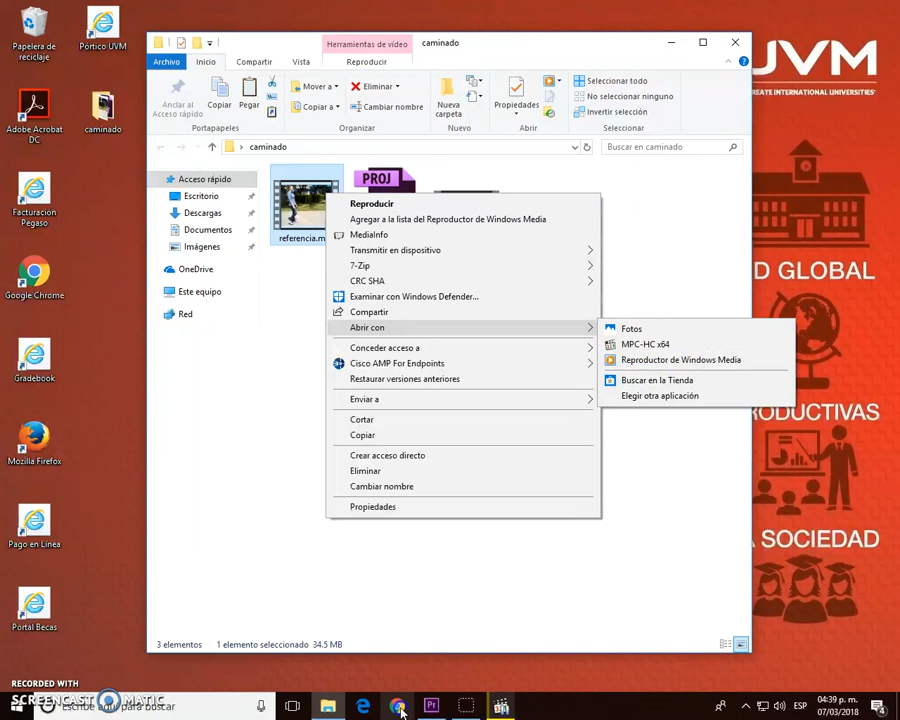 Papelera de
reciclaje
Pórtico UVM
Adobe Acrobat
DC
caminado
Facturación
Pegaso
Google Chrome
Gradebook
Mozilla Firefox
Pago en Línea
Portal Becas
Herramientas de vídeo
caminado
Archivo
Inicio
Compartir
Vista
Reproducir
Anclar al
Acceso rápido
Copiar
Pegar
Portapapeles
Mover a
Copiar a
Eliminar
Cambiar nombre
Organizar
Nueva
carpeta
Nuevo
Propiedades
Abrir
Seleccionar todo
No seleccionar ninguno
Invertir selección
Seleccionar
caminado
Buscar en caminado
Acceso rápido
Escritorio
Descargas
Documentos
Imágenes
OneDrive
Este equipo
Red
PROJ
referencia.m
Reproducir
Agregar a la lista del Reproductor de Windows Media
MediaInfo
Transmitir en dispositivo
7-Zip
CRC SHA
Examinar con Windows Defender...
Compartir
Abrir con
Conceder acceso a
Cisco AMP For Endpoints
Restaurar versiones anteriores
Enviar a
Cortar
Copiar
Crear acceso directo
Eliminar
Cambiar nombre
Propiedades
Fotos
MPC-HC x64
Reproductor de Windows Media
Buscar en la Tienda
Elegir otra aplicación
3 elementos
1 elemento seleccionado 34.5 MB
UVM
EATE INTERNATIONAL UNIVERSITIES
D GLOBAL
ODUCTIVAS
A SOCIEDAD
RECORDED WITH
SCREENCAST MATIC
Escribe aquí para buscar
Pr
ESP
04:39 p. m.
07/03/2018
4